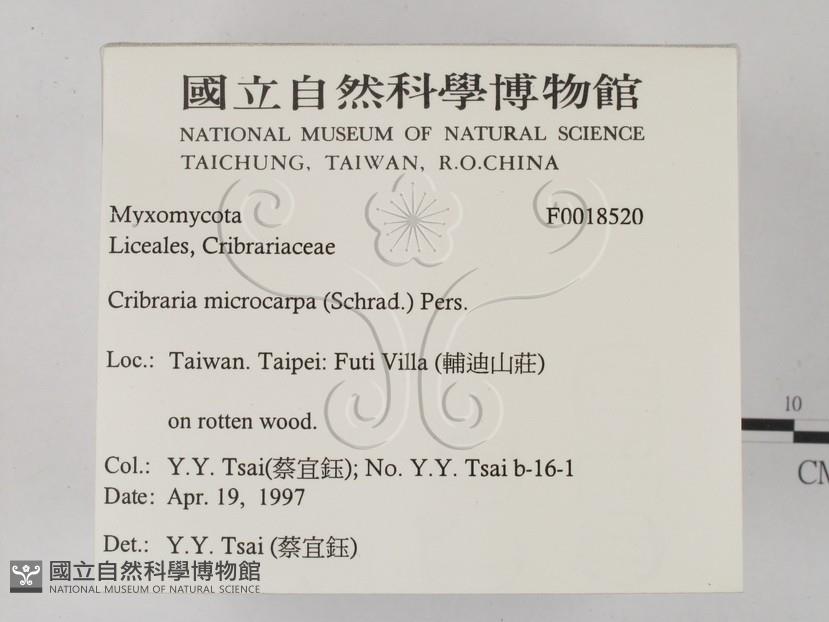 國立自然科學博物館
NATIONAL MUSEUM OF NATURAL SCIENCE
TAICHUNG, TAIWAN, R.O.CHINA
Myxomycota F0018520
Liceales, Cribrariaceae
Cribraria microcarpa (Schrad.) Pers.
Loc.: Taiwan. Taipei: Futi Villa (輔迪山莊)
on rotten wood.
Col.: Y.Y. Tsai(蔡宜鈺); No. Y.Y. Tsai b-16-1
Date: Apr. 19, 1997
Det.: Y.Y. Tsai (蔡宜鈺)
10
CM
國立自然科學博物館
NATIONAL MUSEUM OF NATURAL SCIENCE